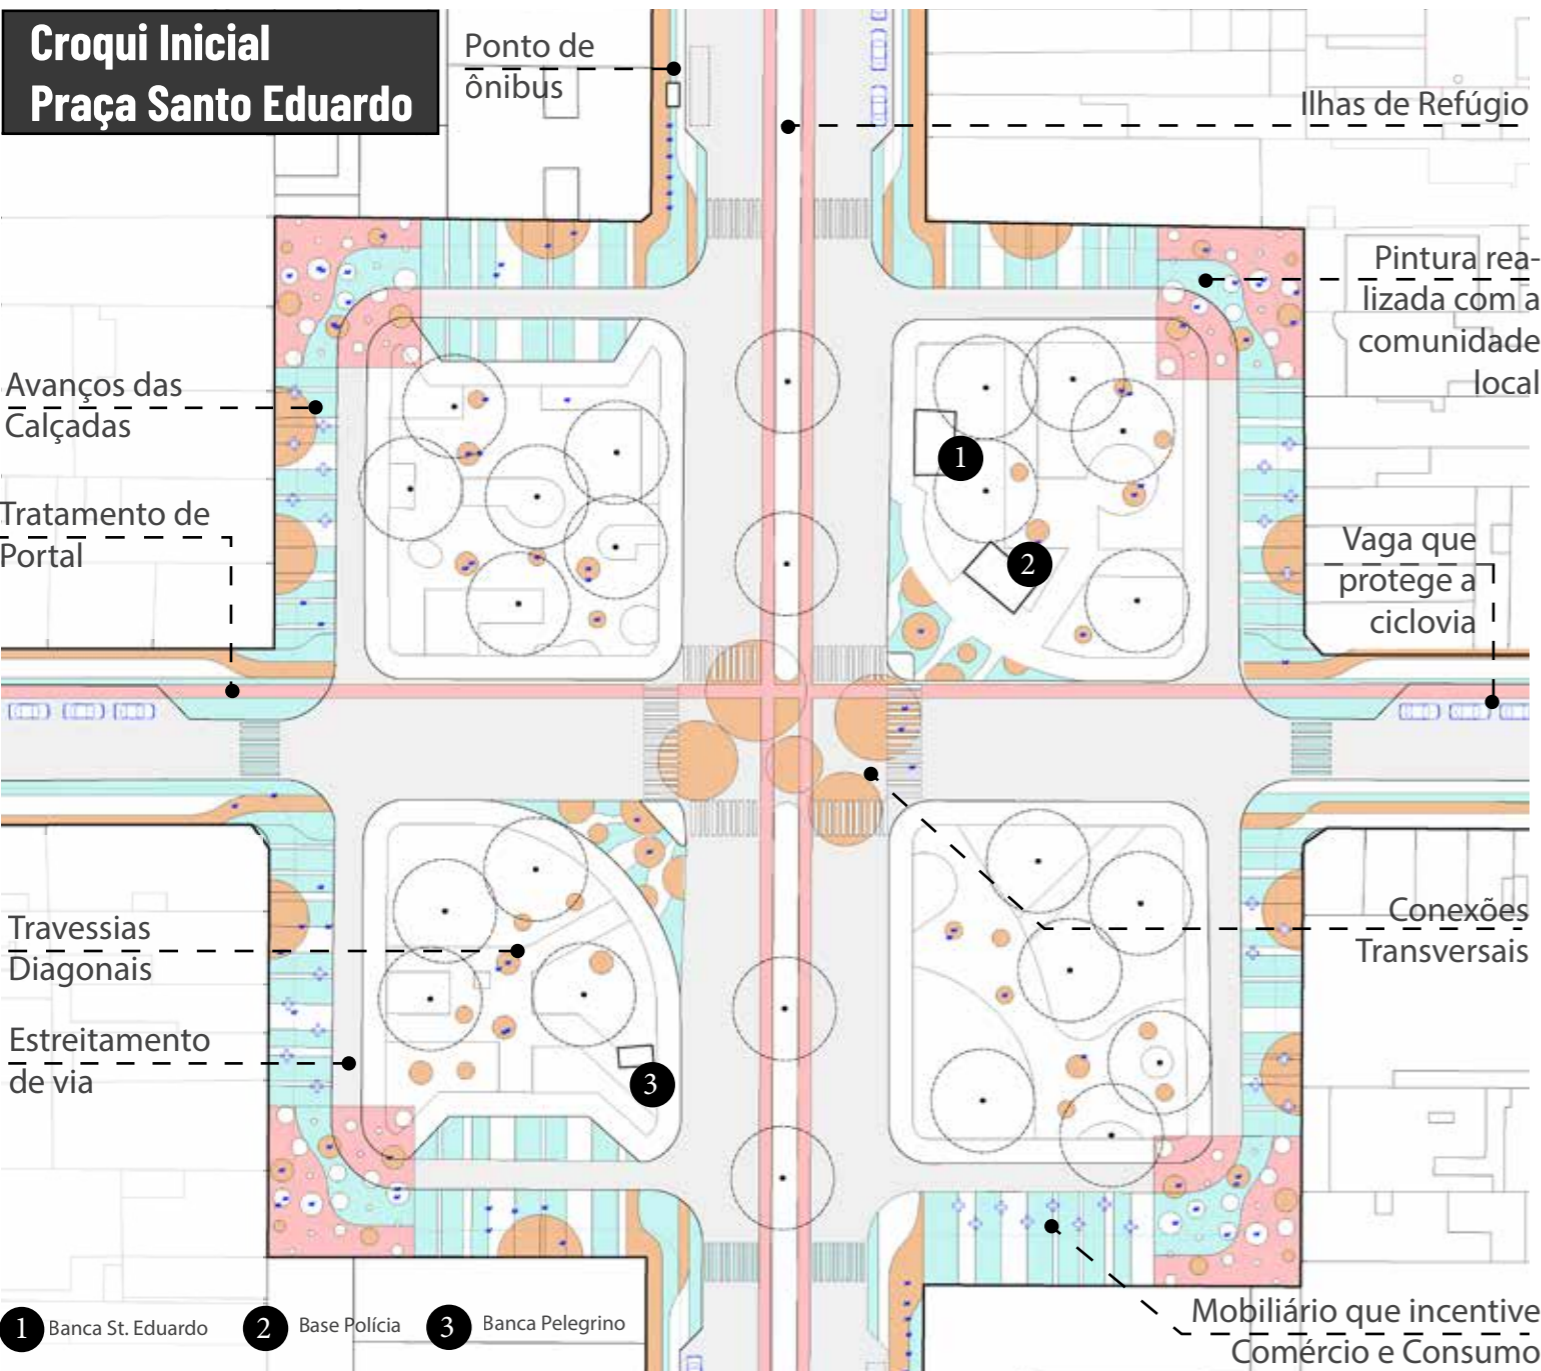 Croqui Inicial
Praça Santo Eduardo
Ponto de
ônibus
Ilhas de Refúgio
Pintura rea-
lizada com a
comunidade
local
Avanços das
Calçadas
Tratamento de
Portal
1
2
Vaga que
protege a
ciclovia
Travessias
Diagonais
Conexões
Transversais
Estreitamento
de via
3
Mobiliário que incentive
Comércio e Consumo
1 Banca St. Eduardo 2 Base Polícia 3 Banca Pelegrino